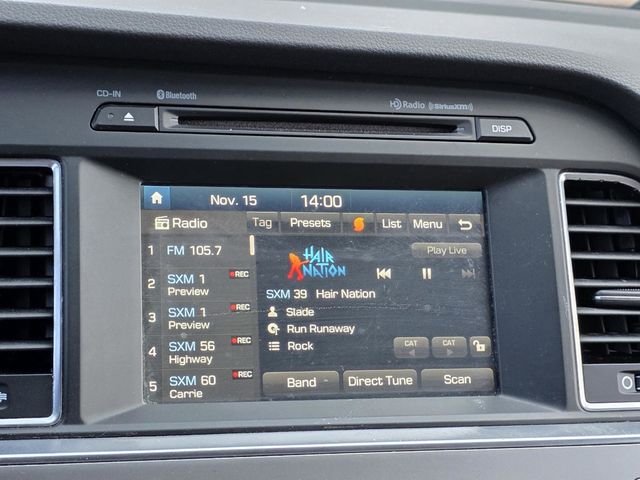 CD-IN
Bluetooth
HD Radio ((SiriusXM))
DISP
Nov. 15 14:00
Radio Tag Presets List Menu
1 FM 105.7
2 SXM 1 REC
Preview
3 SXM 1 REC
Preview
4 SXM 56 REC
Highway
5 SXM 60 REC
Carrie
HAIR
NATION
Play Live
SXM 39 Hair Nation
Slade
Run Runaway
Rock
CAT CAT
Band Direct Tune Scan